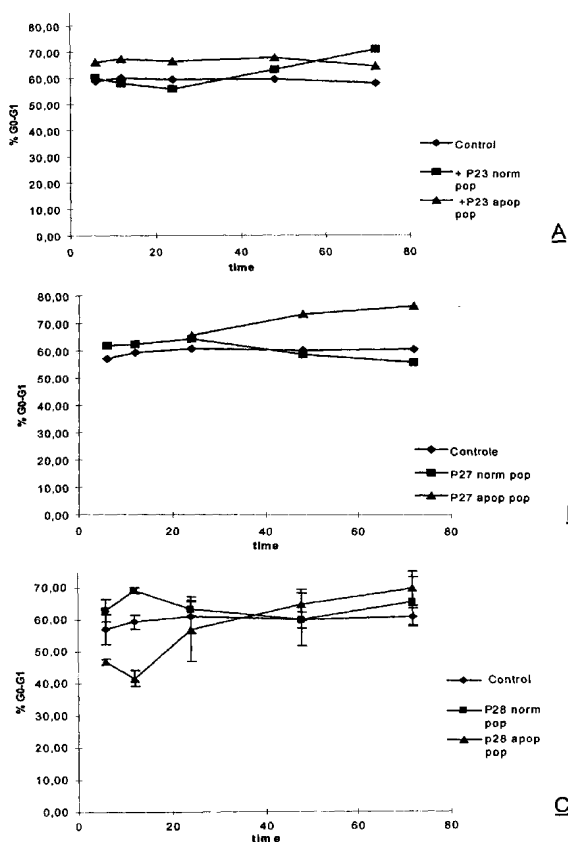 80,00
70,00
60,00
50,00
40,00
30,00
20,00
10,00
0,00
% G0-G1
0 20 40 60 80
time
Control
+ P23 norm
pop
+P23 apop
pop
A
80,00
70,00
60,00
50,00
40,00
30,00
20,00
10,00
0,00
% G0-G1
0 20 40 60 80
time
Controle
P27 norm pop
P27 apop pop
70,00
60,00
50,00
40,00
30,00
20,00
10,00
0,00
% G0-G1
0 20 40 60 80
time
Control
P28 norm
pop
p28 apop
pop
C